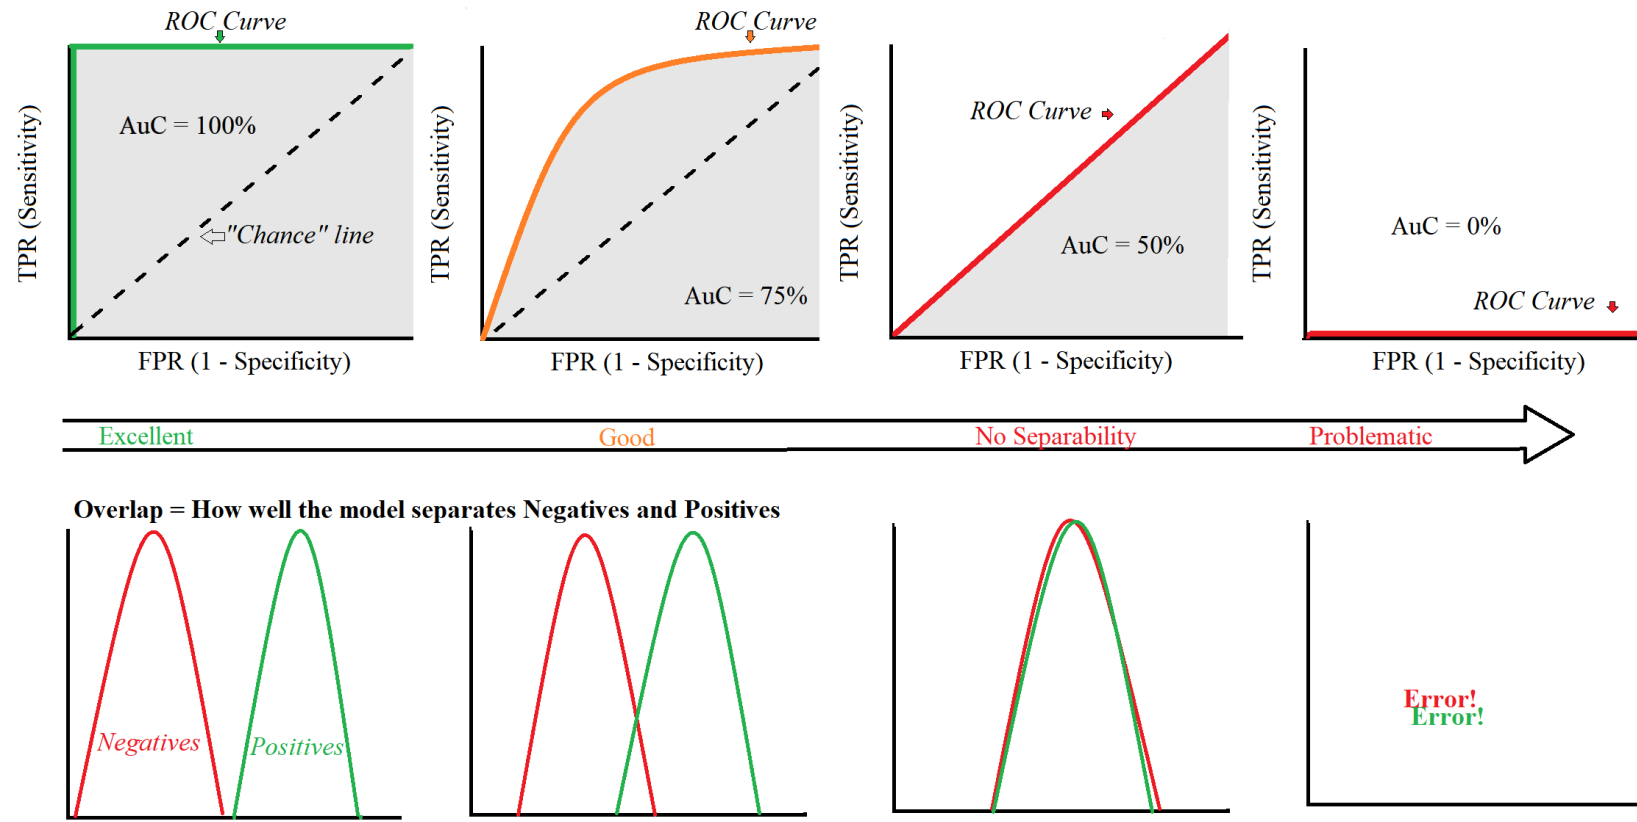 ROC Curve
ROC Curve
TPR (Sensitivity)
AuC = 100%
"Chance" line
FPR (1 - Specificity)
TPR (Sensitivity)
AuC = 75%
FPR (1 - Specificity)
TPR (Sensitivity)
ROC Curve
AuC = 50%
FPR (1 - Specificity)
TPR (Sensitivity)
AuC = 0%
ROC Curve
FPR (1 - Specificity)
Excellent
Good
No Separability
Problematic
Overlap = How well the model separates Negatives and Positives
Negatives
Positives
Error!
Error!